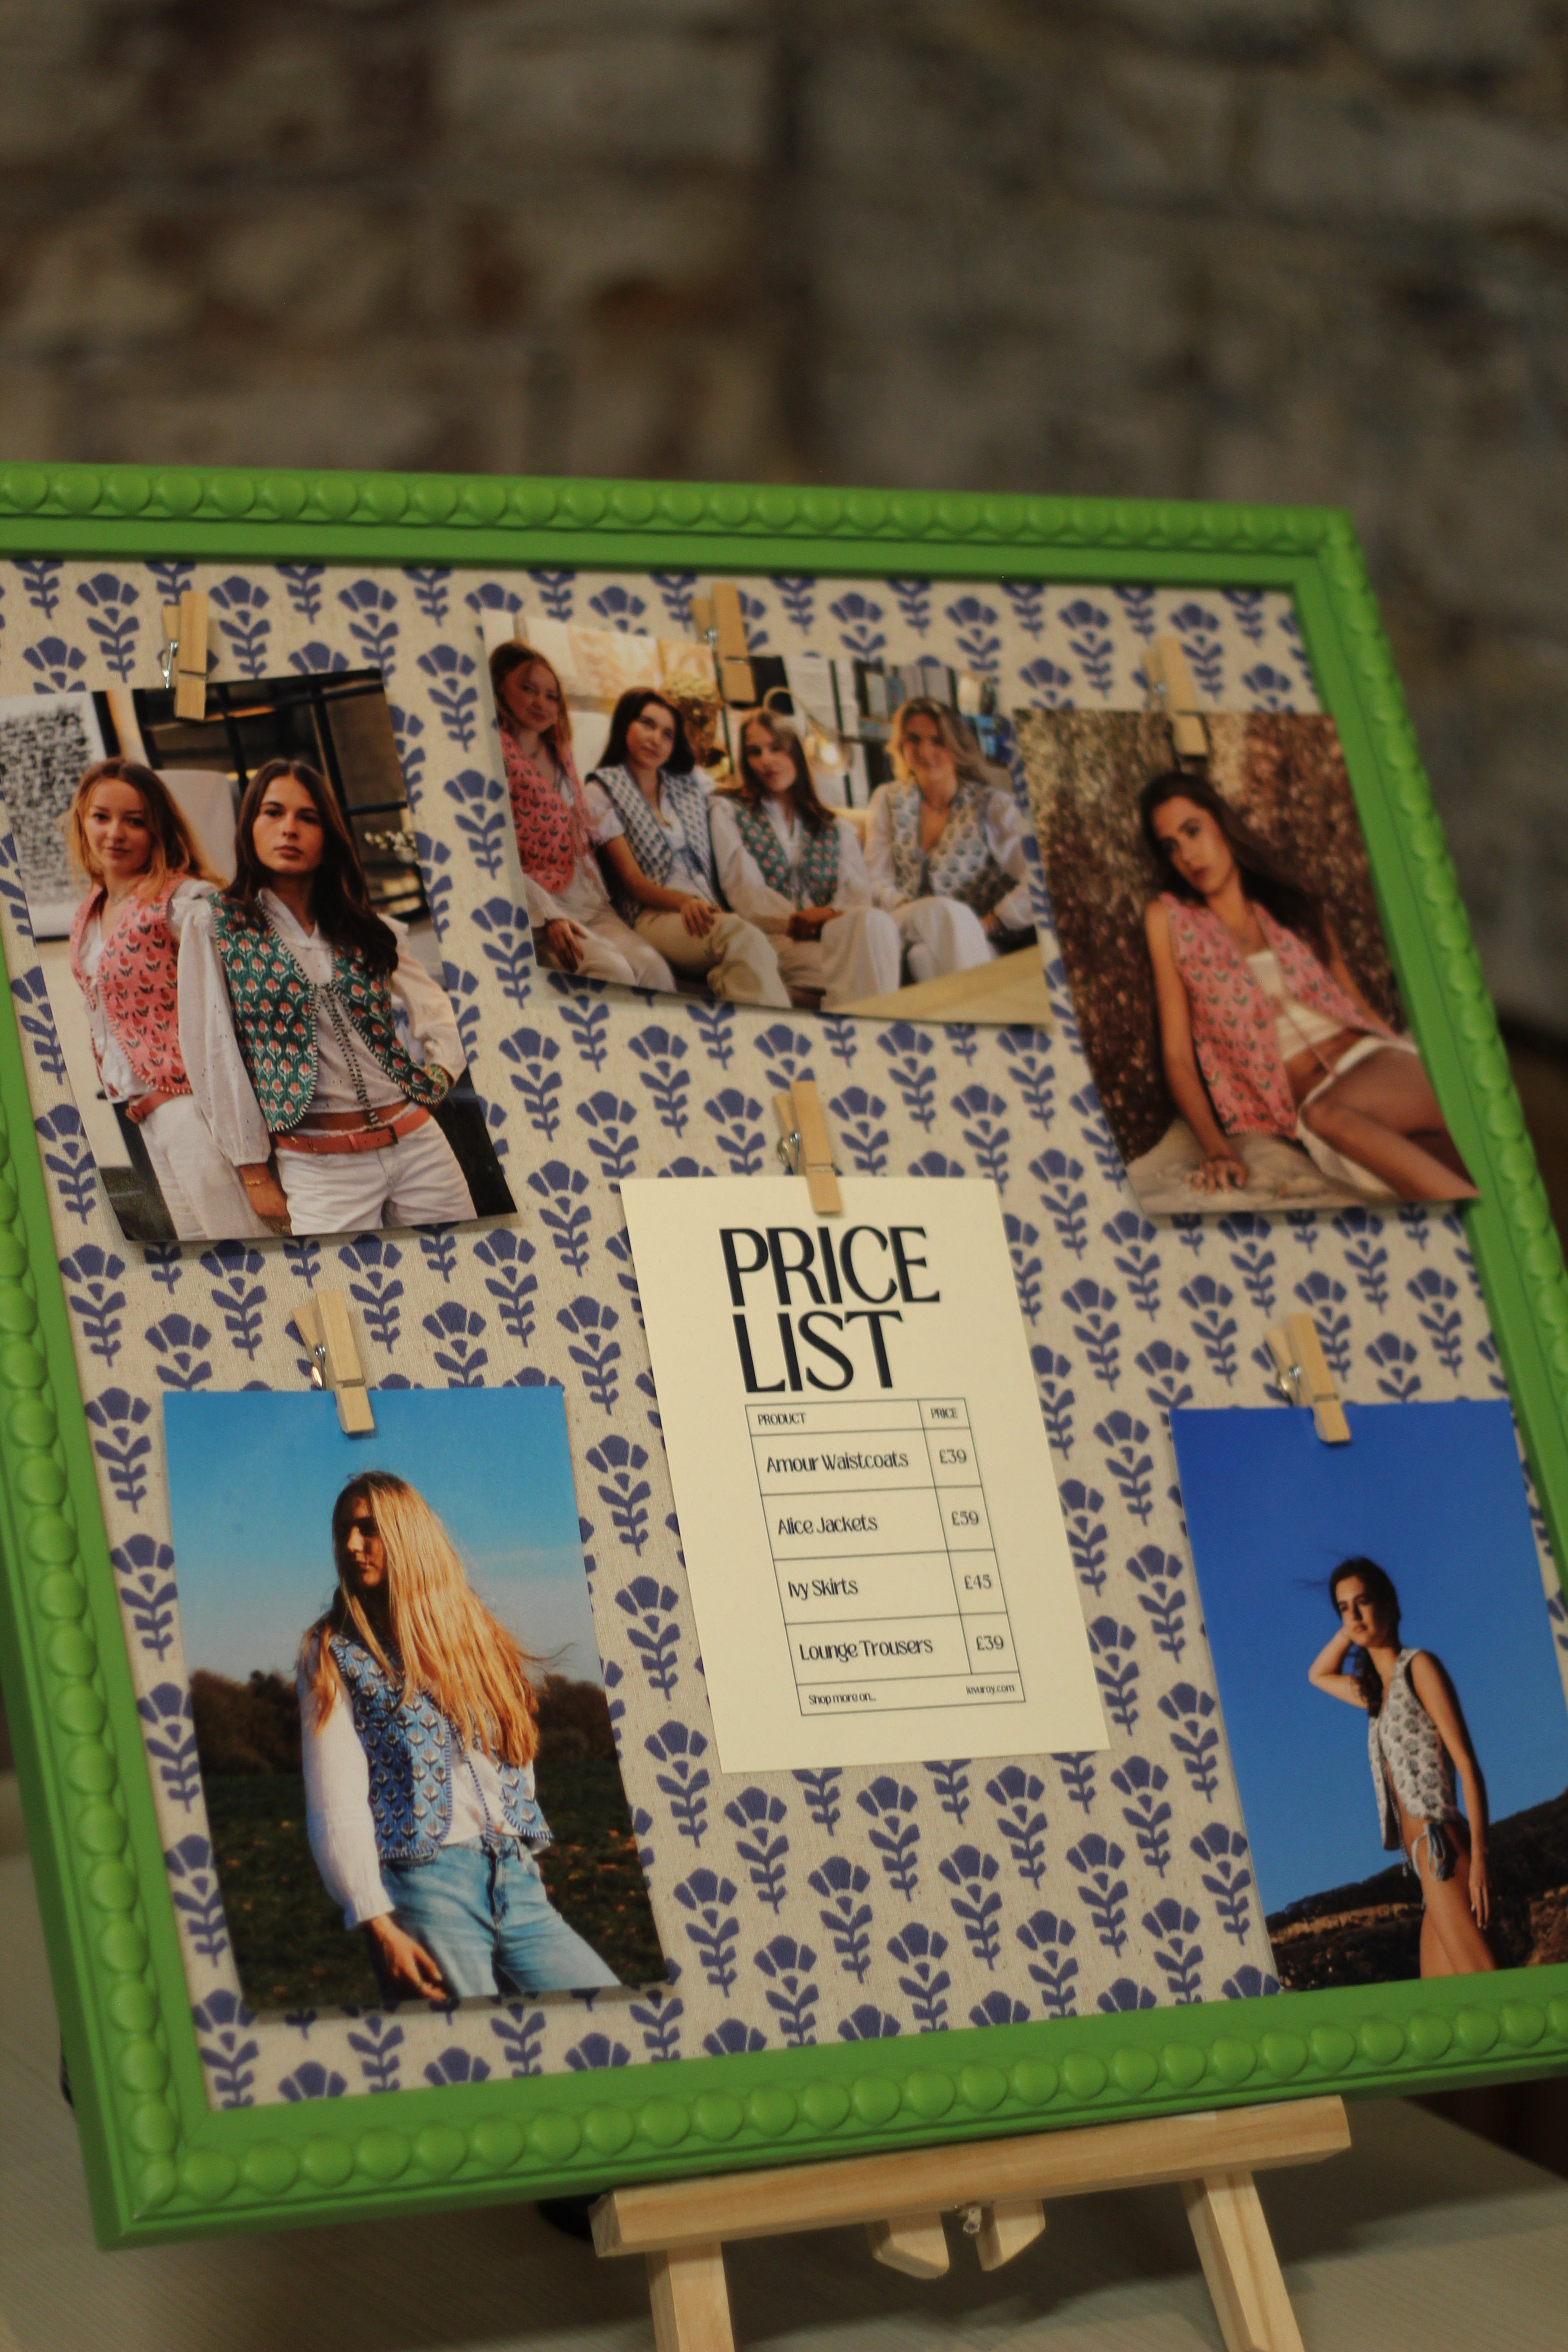 PRICE
LIST
PRODUCT PRICE
Amour Waistcoats £39
Alice Jackets £59
Ivy Skirts £45
Lounge Trousers £39
Shop more on...